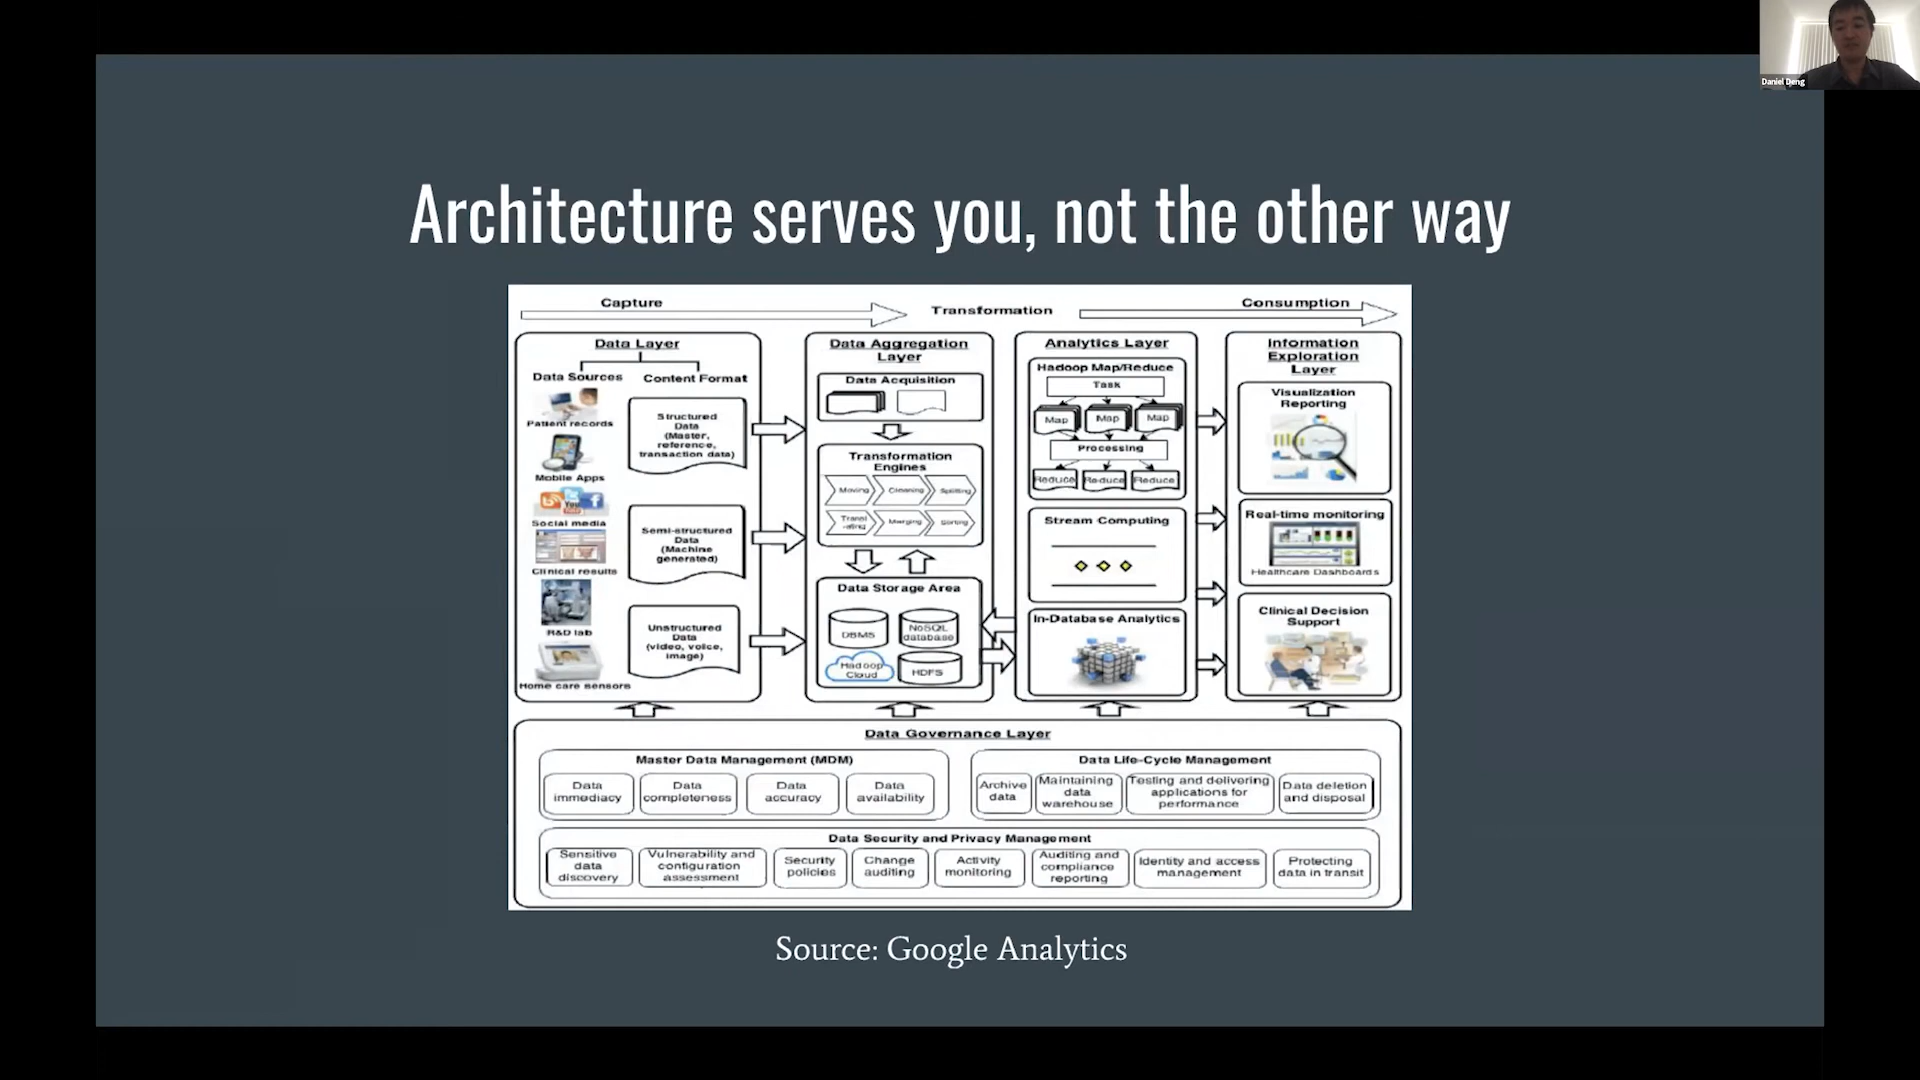 Daniel Deng
Architecture serves you, not the other way
Capture
Transformation
Consumption
Data Layer
Data Sources
Content Format
Patient records
Mobile Apps
Social media
Clinical results
R&D lab
Home care sensors
Structured
Data
(Master,
reference,
transaction data)
Semi-structured
Data
(Machine
generated)
Unstructured
Data
(video, voice,
image)
Data Aggregation
Layer
Data Acquisition
Transformation
Engines
Moving
Cleaning
Splitting
Transl
-ating
Merging
Sorting
Data Storage Area
DBMS
NoSQL
database
Hadoop
Cloud
HDFS
Analytics Layer
Hadoop Map/Reduce
Task
Map
Map
Map
Processing
Reduce
Reduce
Reduce
Stream Computing
In-Database Analytics
Information
Exploration
Layer
Visualization
Reporting
Real-time monitoring
Healthcare Dashboards
Clinical Decision
Support
Data Governance Layer
Master Data Management (MDM)
Data
immediacy
Data
completeness
Data
accuracy
Data
availability
Data Life-Cycle Management
Archive
data
Maintaining
data
warehouse
Testing and delivering
applications for
performance
Data deletion
and disposal
Data Security and Privacy Management
Sensitive
data
discovery
Vulnerability and
configuration
assessment
Security
policies
Change
auditing
Activity
monitoring
Auditing and
compliance
reporting
Identity and access
management
Protecting
data in transit
Source: Google Analytics